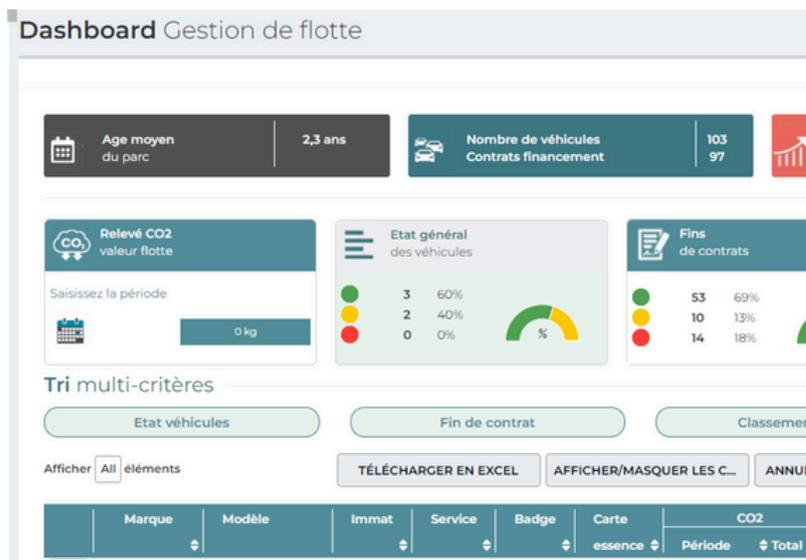 Dashboard Gestion de flotte
Age moyen
du parc
2,3 ans
Nombre de véhicules 103
Contrats financement 97
CO₂
Relevé CO2
valeur flotte
Saisissez la période
0 kg
Etat général
des véhicules
3 60%
2 40%
0 0%
%
Fins
de contrats
53 69%
10 13%
14 18%
Tri multi-critères
Etat véhicules
Fin de contrat
Classemer
Afficher All éléments
TÉLÉCHARGER EN EXCEL
AFFICHER/MASQUER LES C...
Marque Modèle Immat Service Badge Carte CO2
essence Période Total